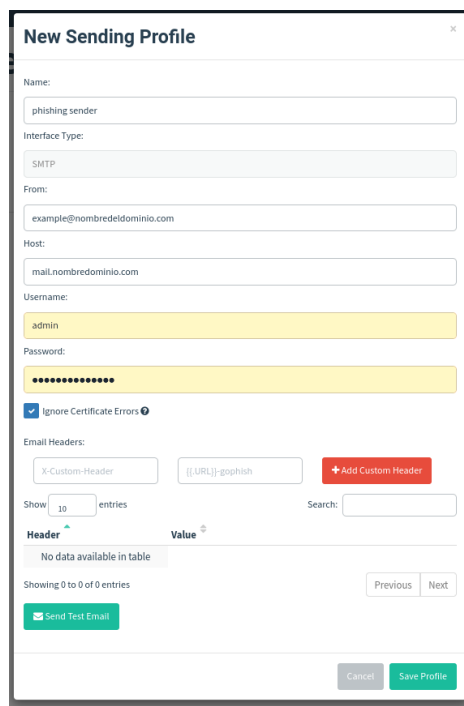 New Sending Profile ×
Name:
phishing sender
Interface Type:
SMTP
From:
example@nombredeldominio.com
Host:
mail.nombredominio.com
Username:
admin
Password:
●●●●●●●●●●●●●●
Ignore Certificate Errors ?
Email Headers:
X-Custom-Header {{.URL}}-gophish + Add Custom Header
Show 10 entries Search:
Header Value
No data available in table
Showing 0 to 0 of 0 entries Previous Next
Send Test Email
Cancel Save Profile